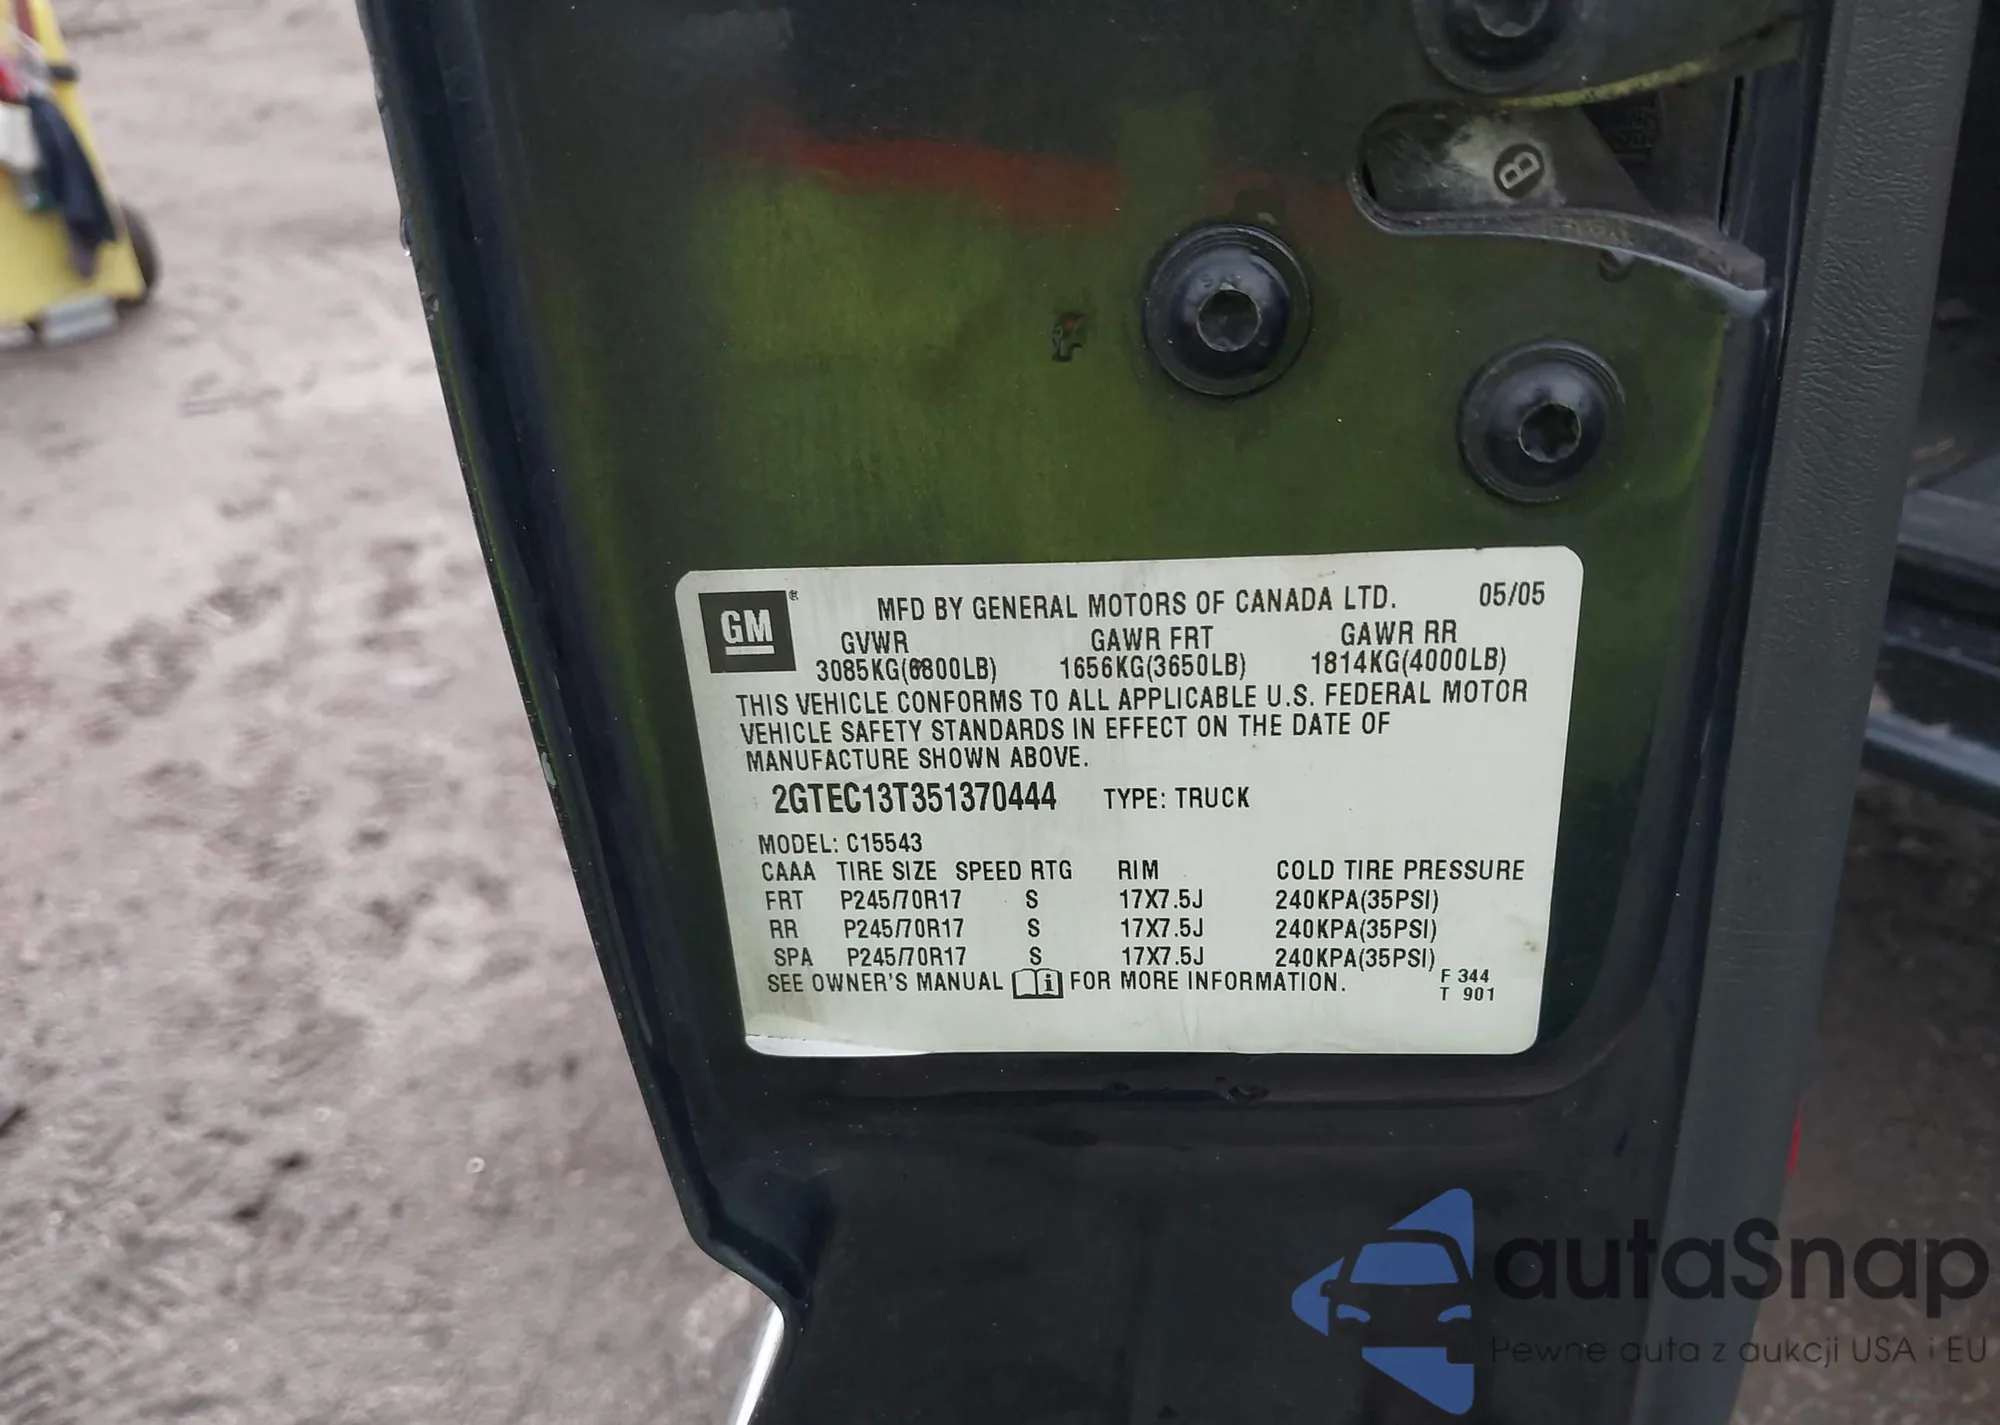 B
GM ®
MFD BY GENERAL MOTORS OF CANADA LTD. 05/05
GVWR GAWR FRT GAWR RR
3085KG(6800LB) 1656KG(3650LB) 1814KG(4000LB)
THIS VEHICLE CONFORMS TO ALL APPLICABLE U.S. FEDERAL MOTOR
VEHICLE SAFETY STANDARDS IN EFFECT ON THE DATE OF
MANUFACTURE SHOWN ABOVE.
2GTEC13T351370444 TYPE: TRUCK
MODEL: C15543
CAAA TIRE SIZE SPEED RTG RIM COLD TIRE PRESSURE
FRT P245/70R17 S 17X7.5J 240KPA(35PSI)
RR P245/70R17 S 17X7.5J 240KPA(35PSI)
SPA P245/70R17 S 17X7.5J 240KPA(35PSI)
SEE OWNER'S MANUAL i FOR MORE INFORMATION.
F 344
T 901
autaSnap
Pewne auta z aukcji USA i EU